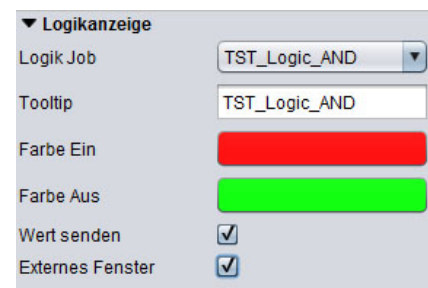 Logikanzeige
Logik Job TST_Logic_AND
Tooltip TST_Logic_AND
Farbe Ein
Farbe Aus
Wert senden
Externes Fenster